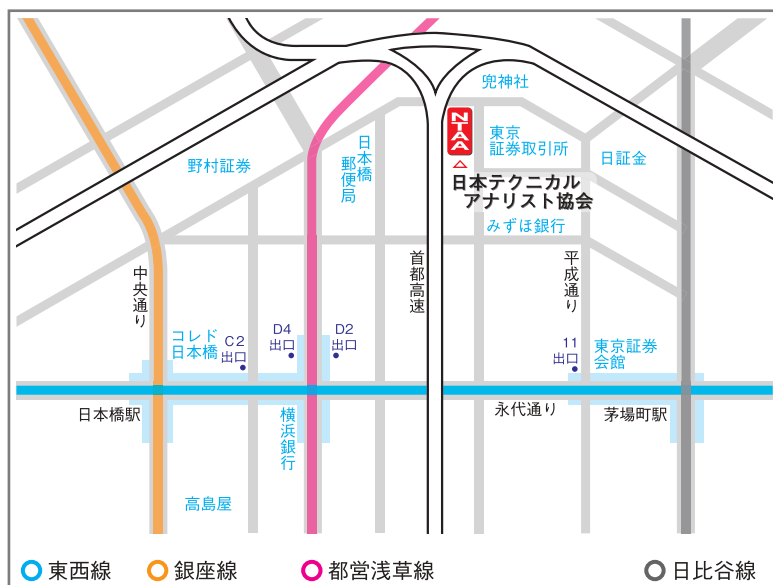 兜神社
NTAA
東京
証券取引所
日本橋
郵便局
野村証券
日証金
日本テクニカル
アナリスト協会
みずほ銀行
中央通り
首都高速
平成通り
コレド
日本橋
C2
出口
D4
出口
D2
出口
11
出口
東京証券
会館
日本橋駅
横浜銀行
永代通り
茅場町駅
高島屋
東西線
銀座線
都営浅草線
日比谷線